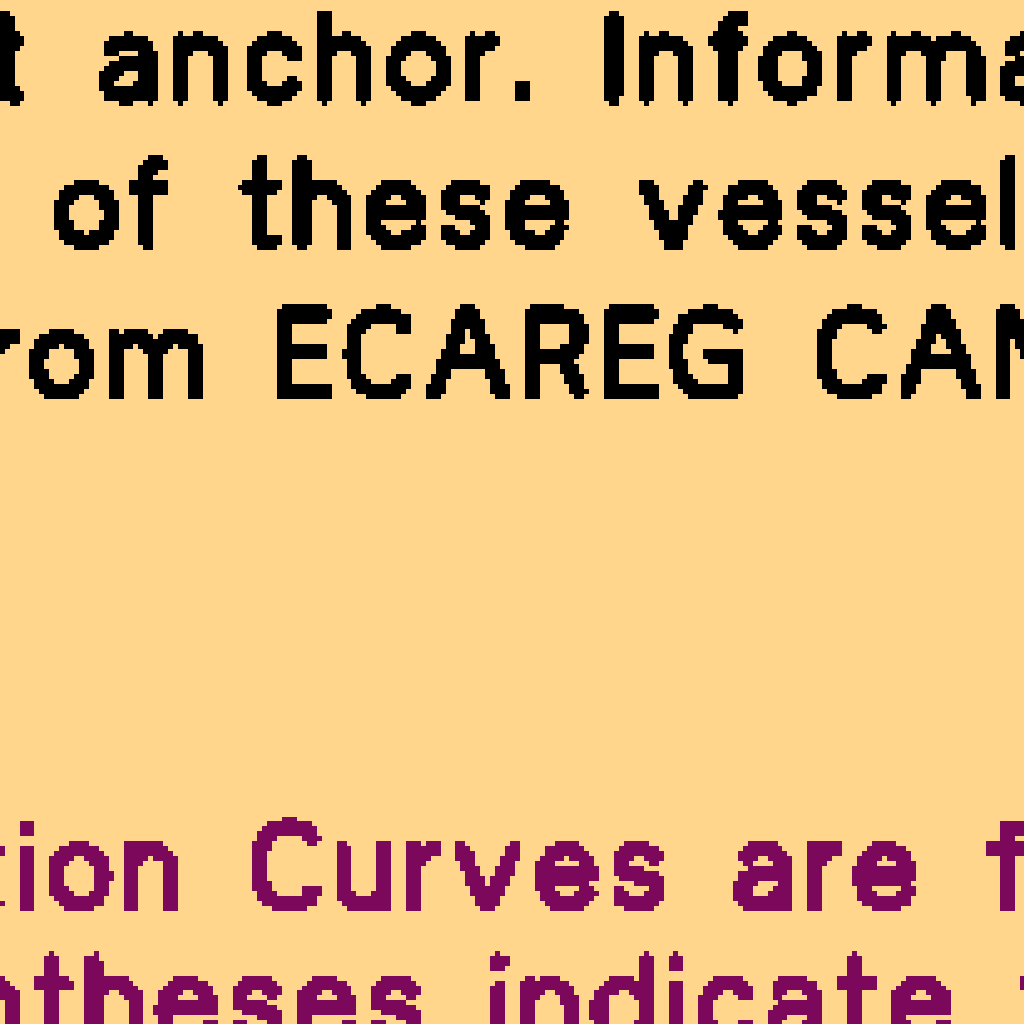 t anchor. Informa
of these vessel
rom ECAREG CAN
tion Curves are f
ntheses indicate